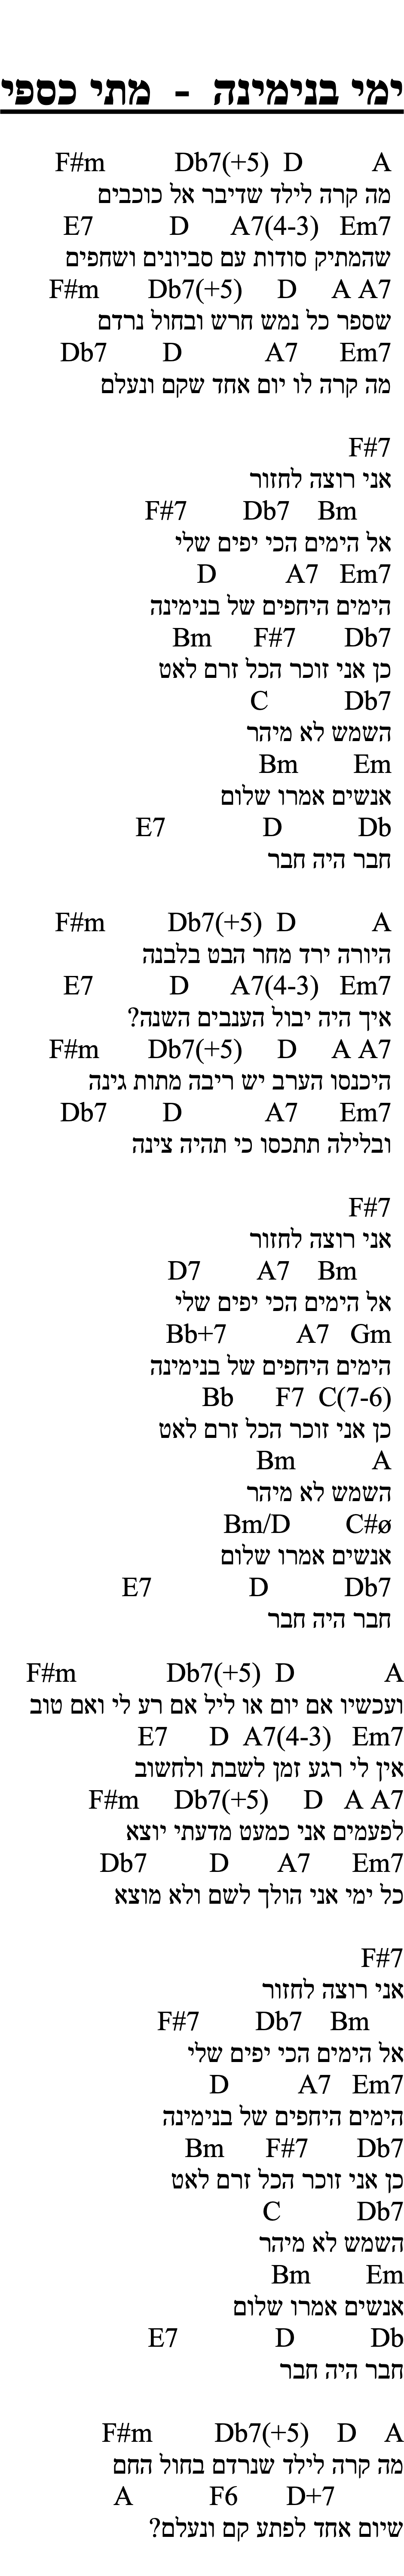 ימי בנימינה - מתי כספי
F#m Db7(+5) D A
מה קרה לילד שדיבר אל כוכבים
E7 D A7(4-3) Em7
שהמתיק סודות עם סביונים ושחפים
F#m Db7(+5) D A A7
שספר כל נמש חרש ובחול נרדם
Db7 D A7 Em7
מה קרה לו יום אחד שקם ונעלם
F#7
אני רוצה לחזור
F#7 Db7 Bm
אל הימים הכי יפים שלי
D A7 Em7
הימים היחפים של בנימינה
Bm F#7 Db7
כן אני זוכר הכל זרם לאט
C Db7
השמש לא מיהר
Bm Em
אנשים אמרו שלום
E7 D Db
חבר היה חבר
F#m Db7(+5) D A
היורה ירד מחר הבט בלבנה
E7 D A7(4-3) Em7
איך היה יבול הענבים השנה?
F#m Db7(+5) D A A7
היכנסו הערב יש ריבה מתות גינה
Db7 D A7 Em7
ובלילה תתכסו כי תהיה צינה
F#7
אני רוצה לחזור
D7 A7 Bm
אל הימים הכי יפים שלי
Bb+7 A7 Gm
הימים היחפים של בנימינה
Bb F7 C(7-6)
כן אני זוכר הכל זרם לאט
Bm A
השמש לא מיהר
Bm/D C#ø
אנשים אמרו שלום
E7 D Db7
חבר היה חבר
F#m Db7(+5) D A
ועכשיו אם יום או ליל אם רע לי ואם טוב
E7 D A7(4-3) Em7
אין לי רגע זמן לשבת ולחשוב
F#m Db7(+5) D A A7
לפעמים אני כמעט מדעתי יוצא
Db7 D A7 Em7
כל ימי אני הולך לשם ולא מוצא
F#7
אני רוצה לחזור
F#7 Db7 Bm
אל הימים הכי יפים שלי
D A7 Em7
הימים היחפים של בנימינה
Bm F#7 Db7
כן אני זוכר הכל זרם לאט
C Db7
השמש לא מיהר
Bm Em
אנשים אמרו שלום
E7 D Db
חבר היה חבר
F#m Db7(+5) D A
מה קרה לילד שנרדם בחול החם
A F6 D+7
שיום אחד לפתע קם ונעלם?